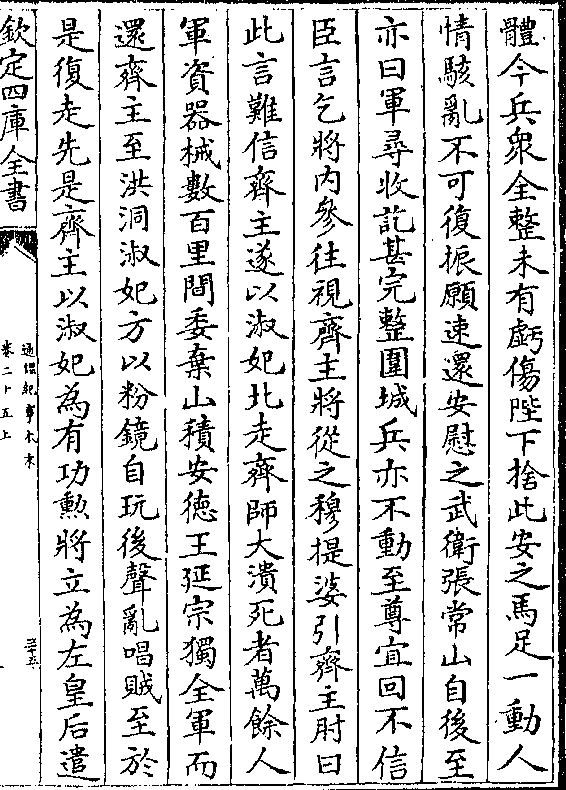 體今兵衆全整未有虧傷陛下捨此安之馬足一動人
情駭亂不可復振願速還安慰之武衛張常山自後至
亦曰軍尋收訖甚完整圍城兵亦不動至尊宜回不信
臣言乞將内參往視齊主將從之穆提婆引齊主肘曰
此言難信齊主遂以淑妃北走齊師大潰死者萬餘人
軍資器械數百里間委棄山積安德王延宗獨全軍而
還齊主至洪洞淑妃方以粉鏡自玩後聲亂唱賊至於
是復走先是齊主以淑妃為有功勲將立為左皇后遣
欽定四庫全書
通鑑紀事本末
卷二十五上
三十五